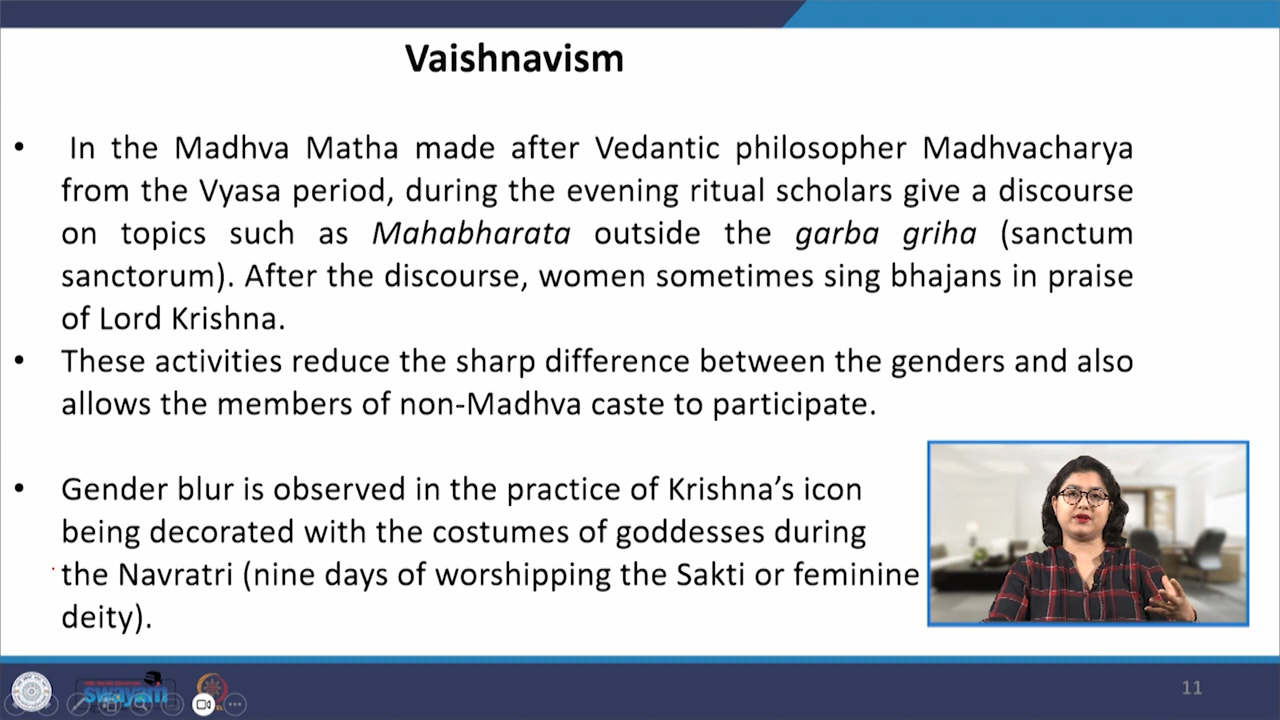 Vaishnavism
• In the Madhva Matha made after Vedantic philosopher Madhvacharya
from the Vyasa period, during the evening ritual scholars give a discourse
on topics such as Mahabharata outside the garba griha (sanctum
sanctorum). After the discourse, women sometimes sing bhajans in praise
of Lord Krishna.
• These activities reduce the sharp difference between the genders and also
allows the members of non-Madhva caste to participate.
• Gender blur is observed in the practice of Krishna’s icon
being decorated with the costumes of goddesses during
the Navratri (nine days of worshipping the Sakti or feminine
deity).
swayam
11